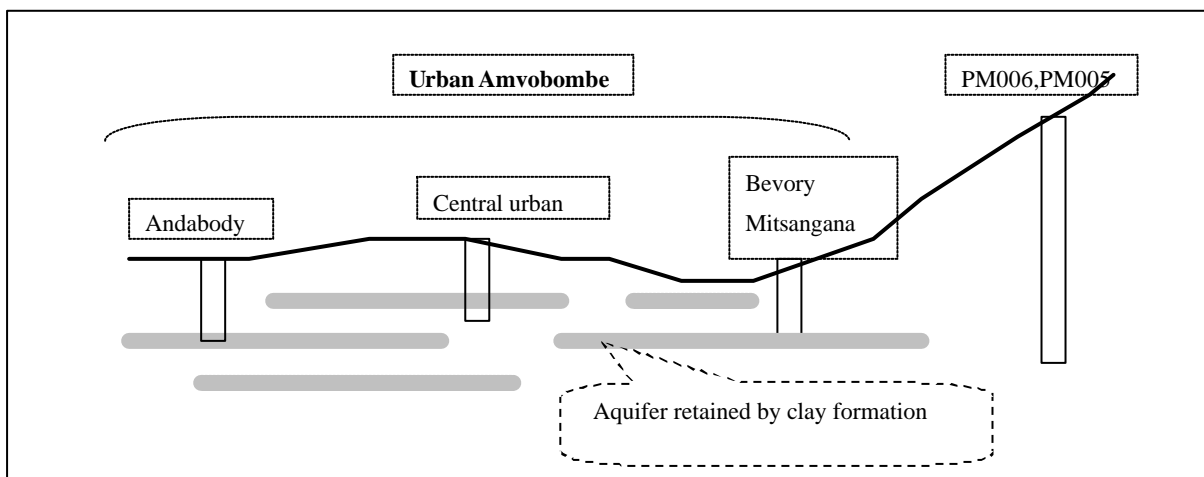 Urban Amvobombe
PM006,PM005
Bevory
Mitsangana
Central urban
Andabody
Aquifer retained by clay formation